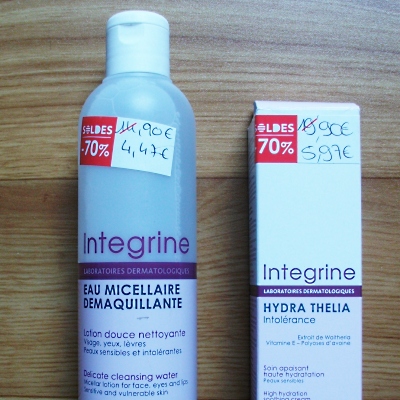 SOLDES
-70%
14,90€
4,47€
Integrine
LABORATOIRES DERMATOLOGIQUES
EAU MICELLAIRE
DEMAQUILLANTE
Lotion douce nettoyante
Visage, yeux, lèvres
Peaux sensibles et intolérantes
Delicate cleansing water
Micellar lotion for face, eyes and lips
Sensitive and vulnerable skin
SOLDES
-70%
19,90€
5,97€
Integrine
LABORATOIRES DERMATOLOGIQUES
HYDRA THELIA
Intolérance
Extrait de Waltheria
Vitamine E - Polyoses d'avoine
Soin apaisant
haute hydratation
Peaux sensibles
High hydration
soothing cream